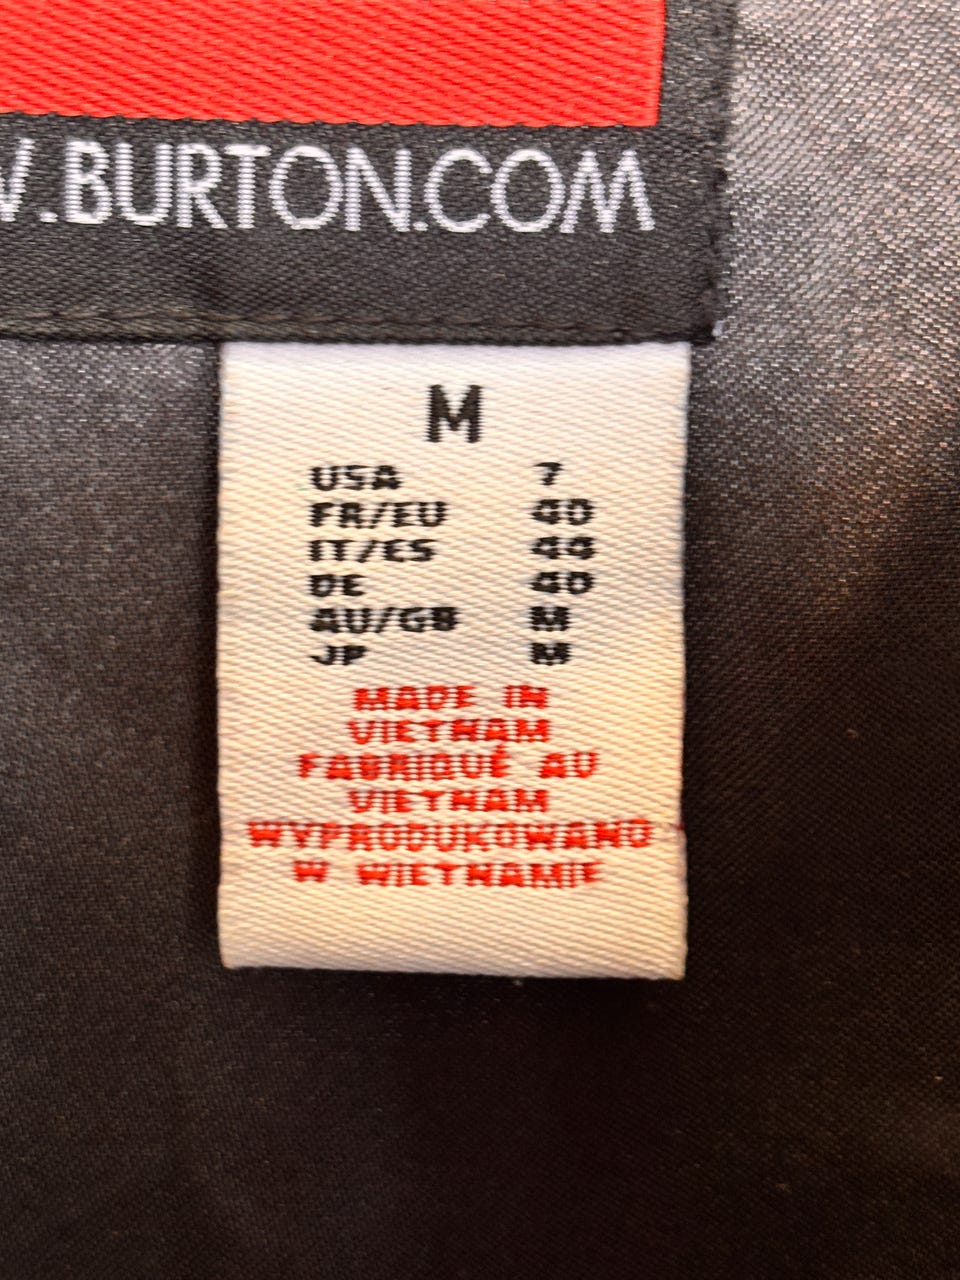 W.BURTON.COM
M
USA 7
FR/EU 40
IT/ES 44
DE 40
AU/GB M
JP M
MADE IN
VIETNAM
FABRIQUÉ AU
VIETNAM
WYPRODUKOWANO
W WIETNAMIE